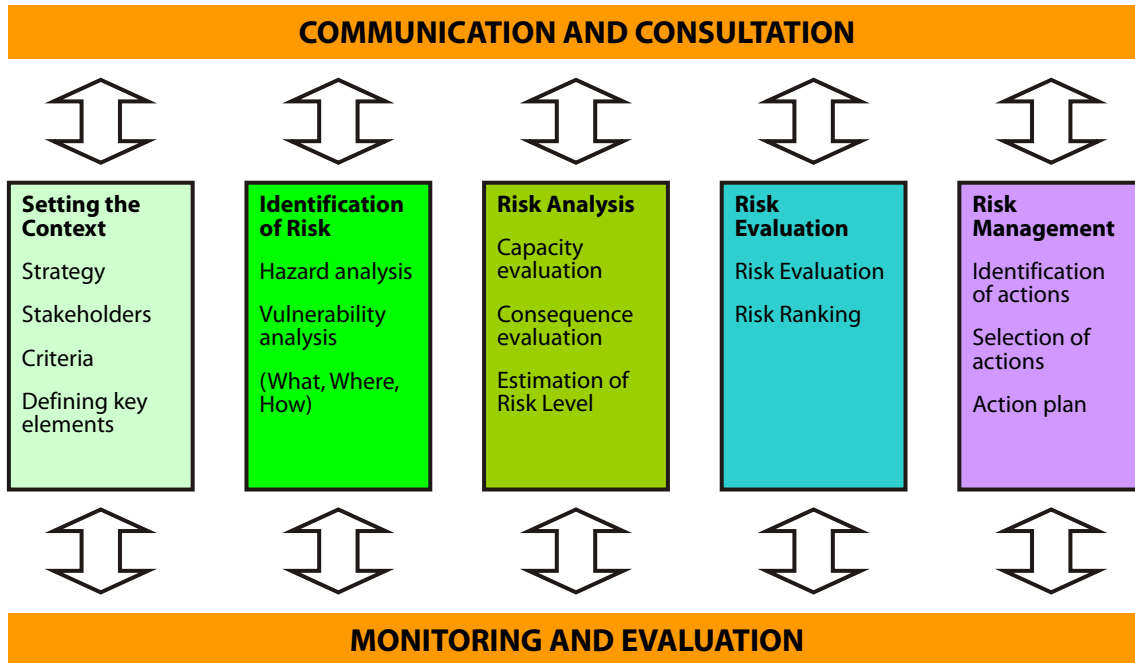 COMMUNICATION AND CONSULTATION
Setting the
Context
Strategy
Stakeholders
Criteria
Defining key
elements
Identification
of Risk
Hazard analysis
Vulnerability
analysis
(What, Where,
How)
Risk Analysis
Capacity
evaluation
Consequence
evaluation
Estimation of
Risk Level
Risk
Evaluation
Risk Evaluation
Risk Ranking
Risk
Management
Identification
of actions
Selection of
actions
Action plan
MONITORING AND EVALUATION